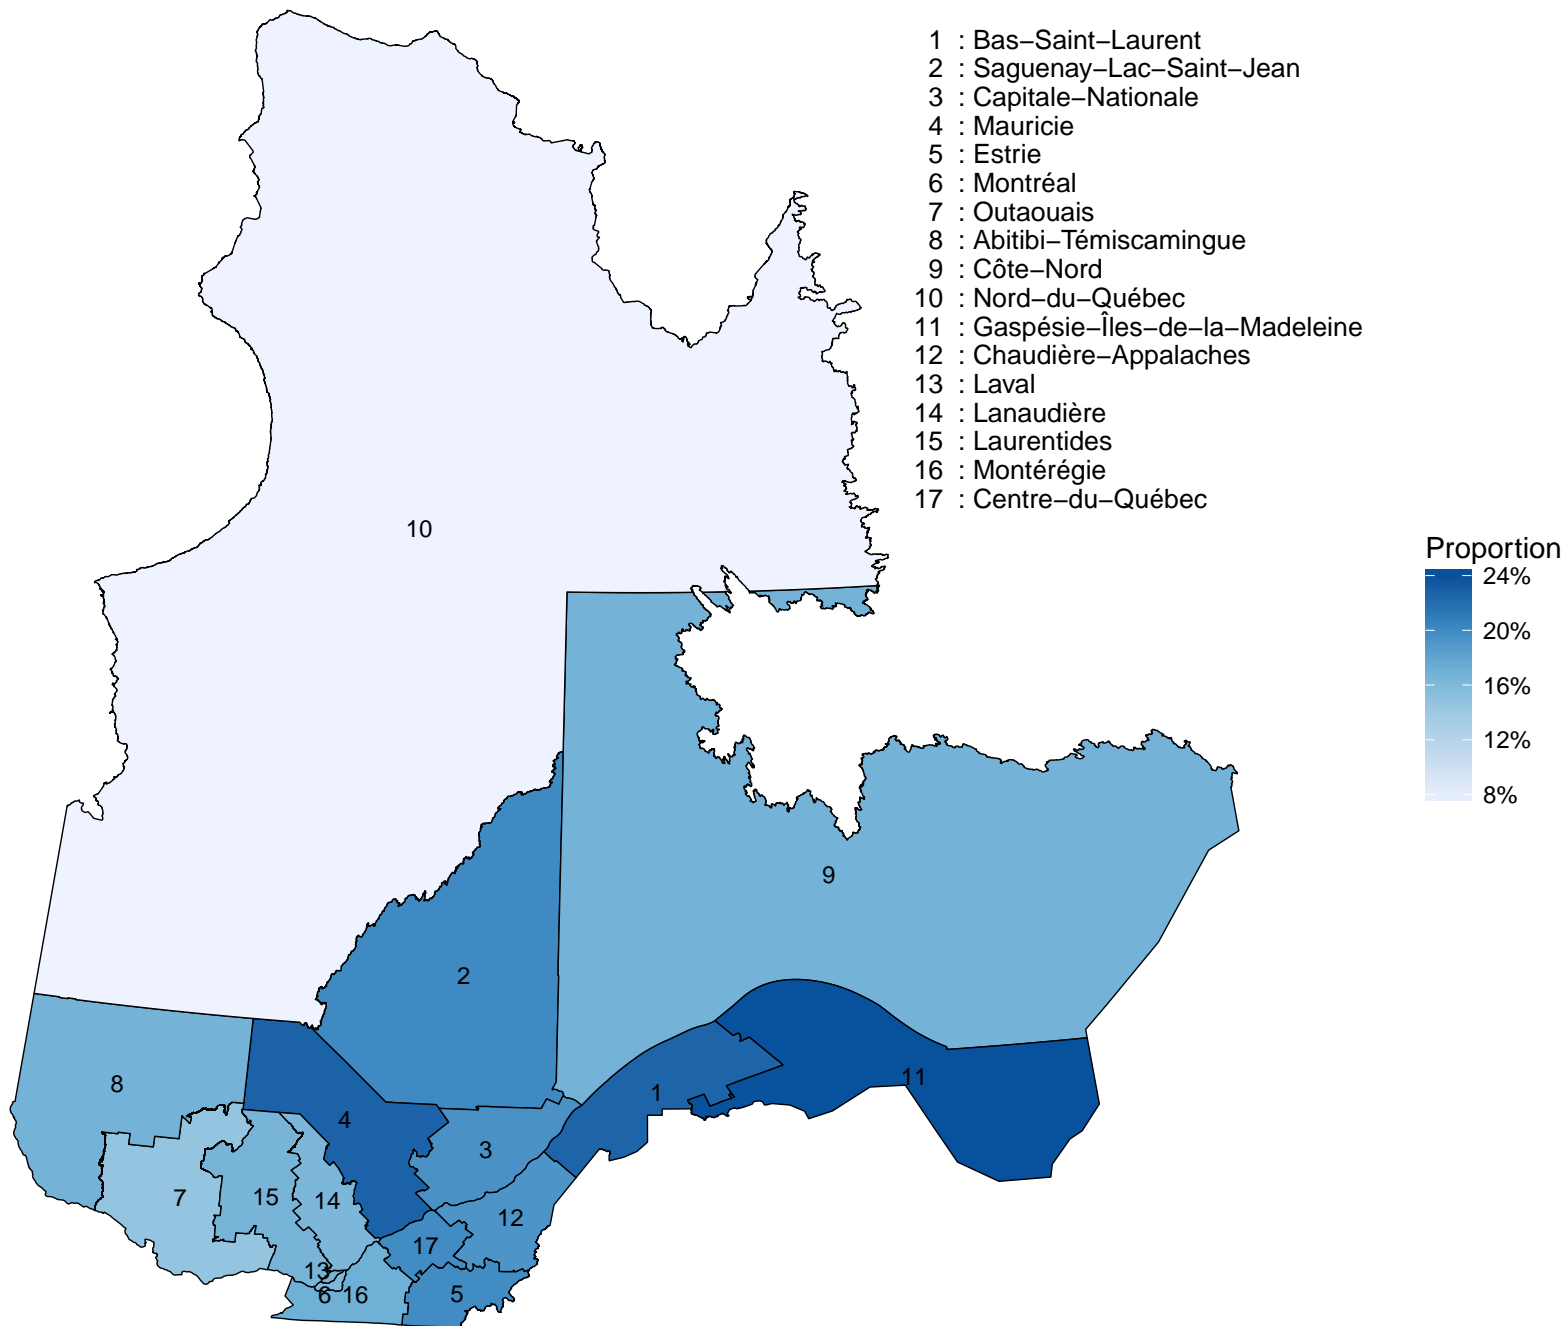 1 : Bas−Saint−Laurent
2 : Saguenay−Lac−Saint−Jean
3 : Capitale−Nationale
4 : Mauricie
5 : Estrie
6 : Montréal
7 : Outaouais
8 : Abitibi−Témiscamingue
9 : Côte−Nord
10 : Nord−du−Québec
11 : Gaspésie−Îles−de−la−Madeleine
12 : Chaudière−Appalaches
13 : Laval
14 : Lanaudière
15 : Laurentides
16 : Montérégie
17 : Centre−du−Québec
10
Proportion
24%
20%
16%
12%
8%
9
2
11
8
1
4
3
7
15
14
12
17
13
6
16
5